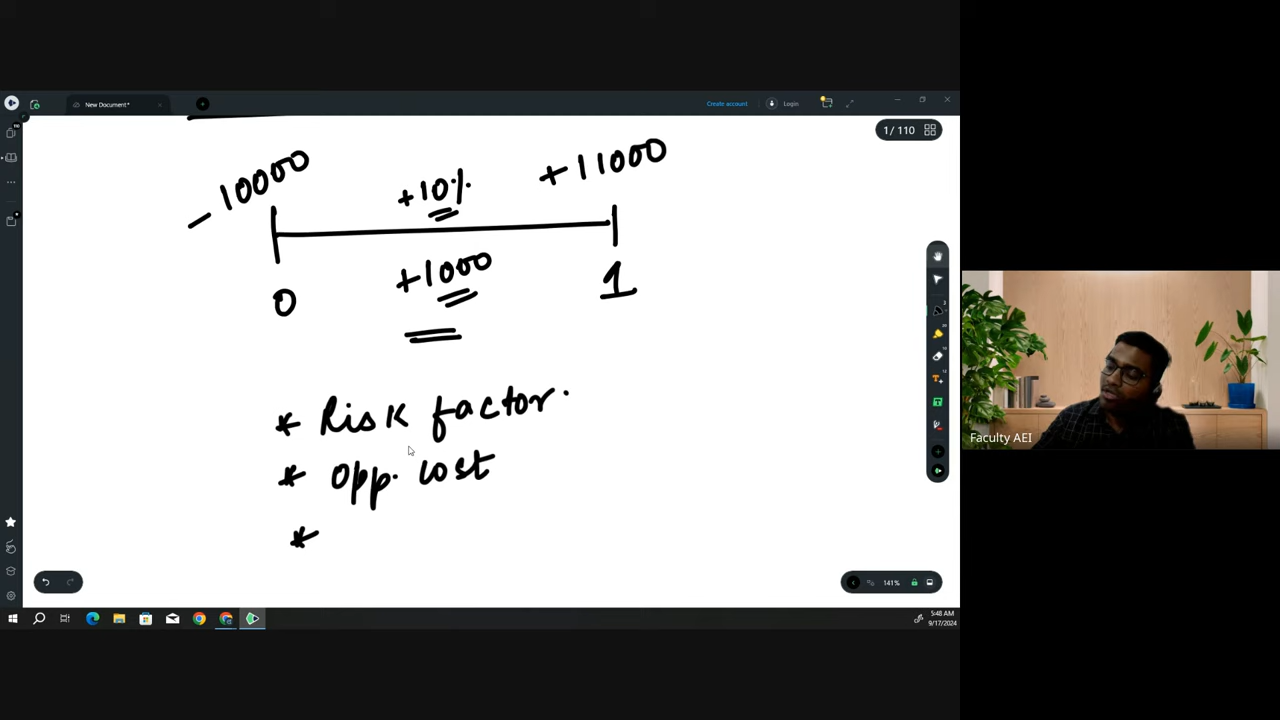 New Document*
Create account
Login
1 / 110
-10000
+10%
+11000
+1000
0
1
* Risk factor.
* Opp. cost
*
Faculty AEI
141%
5:48 AM
9/17/2024